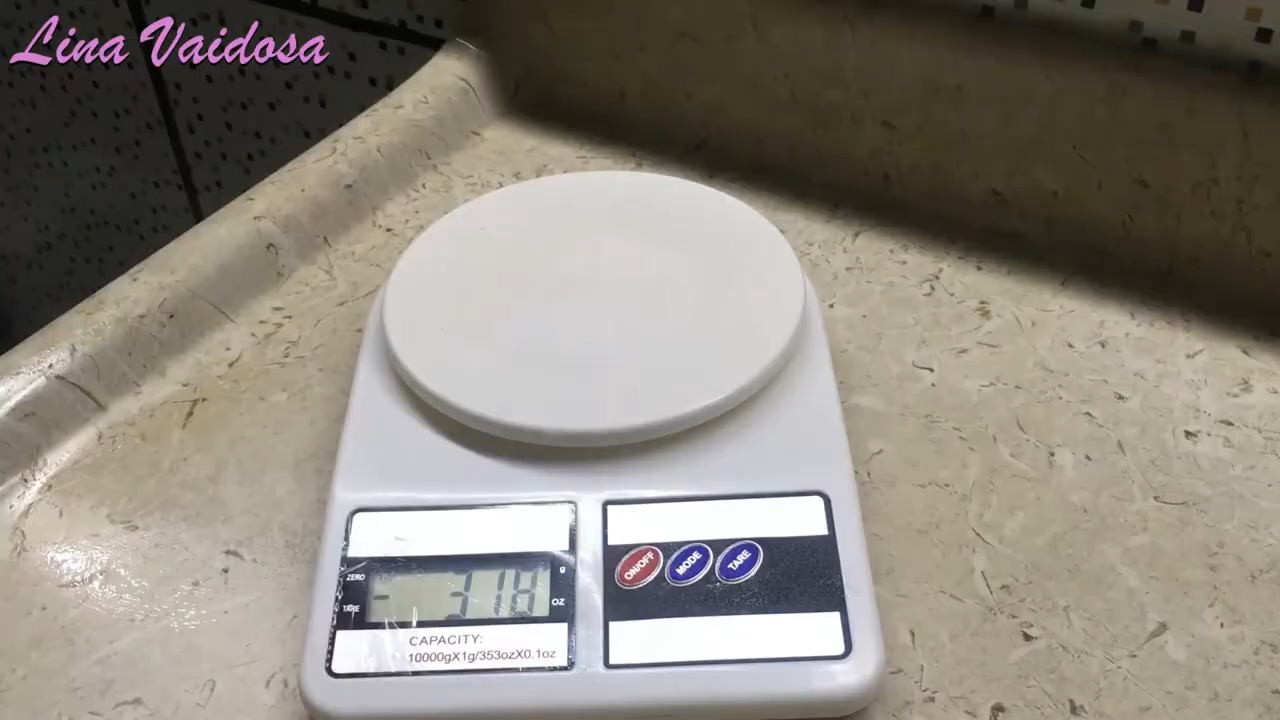 Lina Vaidosa
ON/OFF MODE TARE
ZERO
g
- 318
TARE
OZ
CAPACITY:
10000gX1g/353ozX0.1oz